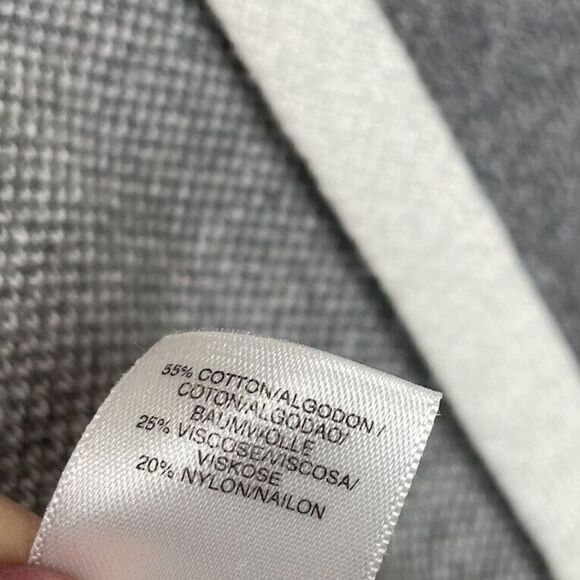 55% COTTON/ALGODON/
COTON/ALGODAO/
BAUMWOLLE
25% VISCOSE/VISCOSA/
VISKOSE
20% NYLON/NAILON